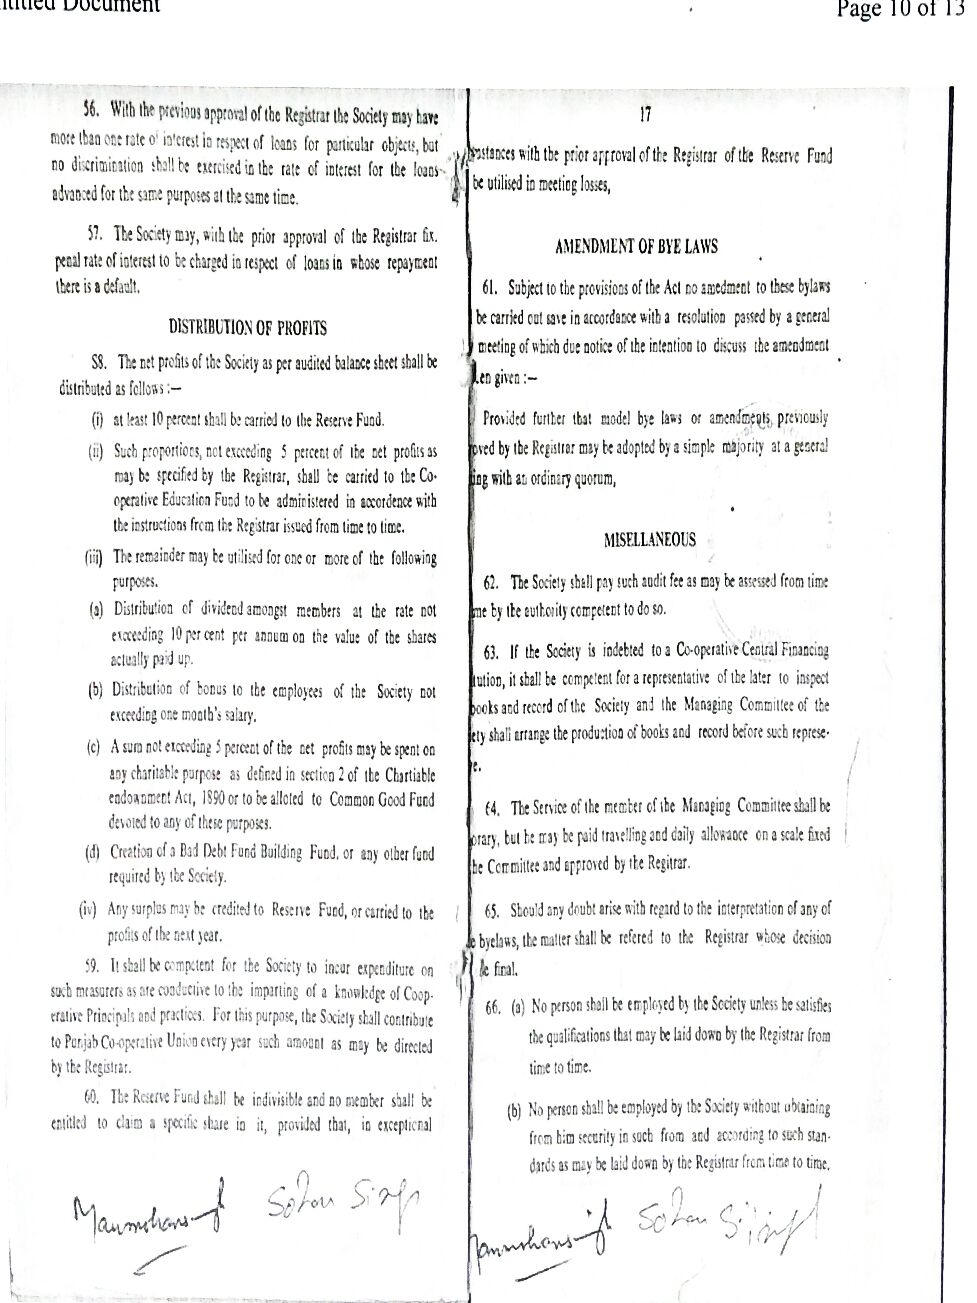 ntitled Document
Page 10 of 13
56. With the previous approval of the Registrar the Society may have
more than one rate of interest in respect of loans for particular objects, but
no discrimination shall be exercised in the rate of interest for the loans
advanced for the same purposes at the same time.
57. The Society may, with the prior approval of the Registrar fix.
penal rate of interest to be charged in respect of loans in whose repayment
there is a default.
DISTRIBUTION OF PROFITS
S8. The net profits of the Society as per audited balance sheet shall be
distributed as follows :—
(i) at least 10 percent shall be carried to the Reserve Fund.
(ii) Such proportions, not exceeding 5 percent of the net profits as
may be specified by the Registrar, shall be carried to the Co-
operative Education Fund to be administered in accordence with
the instructions from the Registrar issued from time to time.
(iii) The remainder may be utilised for one or more of the following
purposes.
(a) Distribution of dividend amongst members at the rate not
exceeding 10 per cent per annum on the value of the shares
actually paid up.
(b) Distribution of bonus to the employees of the Society not
exceeding one month's salary.
(c) A sum not exceeding 5 percent of the net profits may be spent on
any charitable purpose as defined in section 2 of the Chartiable
endownment Act, 1890 or to be alloted to Common Good Fund
devoted to any of these purposes.
(d) Creation of a Bad Debt Fund Building Fund, or any other fund
required by the Society.
(iv) Any surplus may be credited to Reserve Fund, or carried to the
profits of the next year.
59. It shall be competent for the Society to incur expenditure on
such measurers as are conductive to the imparting of a knowledge of Coop-
erative Principals and practices. For this purpose, the Society shall contribute
to Punjab Co-operative Union every year such amount as may be directed
by the Registrar.
60. The Reserve Fund shall be indivisible and no member shall be
entitled to claim a specific share in it, provided that, in exceptional
Manmohansingh Sohan Singh
17
mstances with the prior approval of the Registrar of the Reserve Fund
be utilised in meeting losses,
AMENDMENT OF BYE LAWS
61. Subject to the provisions of the Act no amedment to these bylaws
be carried out save in accordance with a resolution passed by a general
meeting of which due notice of the intention to discuss the amendment
en given :—
Provided further that model bye laws or amendments previously
oved by the Registrar may be adopted by a simple majority at a general
ing with an ordinary quorum,
MISELLANEOUS
62. The Society shall pay such audit fee as may be assessed from time
me by the authority competent to do so.
63. If the Society is indebted to a Co-operative Central Financing
tution, it shall be competent for a representative of the later to inspect
books and record of the Society and the Managing Committee of the
ety shall arrange the production of books and record before such represe-
e.
64. The Service of the member of the Managing Committee shall be
orary, but he may be paid travelling and daily allowance on a scale fixed
he Committee and approved by the Regitrar.
65. Should any doubt arise with regard to the interpretation of any of
e byelaws, the matter shall be refered to the Registrar whose decision
be final.
66. (a) No person shall be employed by the Society unless he satisfies
the qualifications that may be laid down by the Registrar from
time to time.
(b) No person shall be employed by the Society without obtaining
from him security in such from and according to such stan-
dards as may be laid down by the Registrar from time to time.
Manmohansingh Sohan Singh